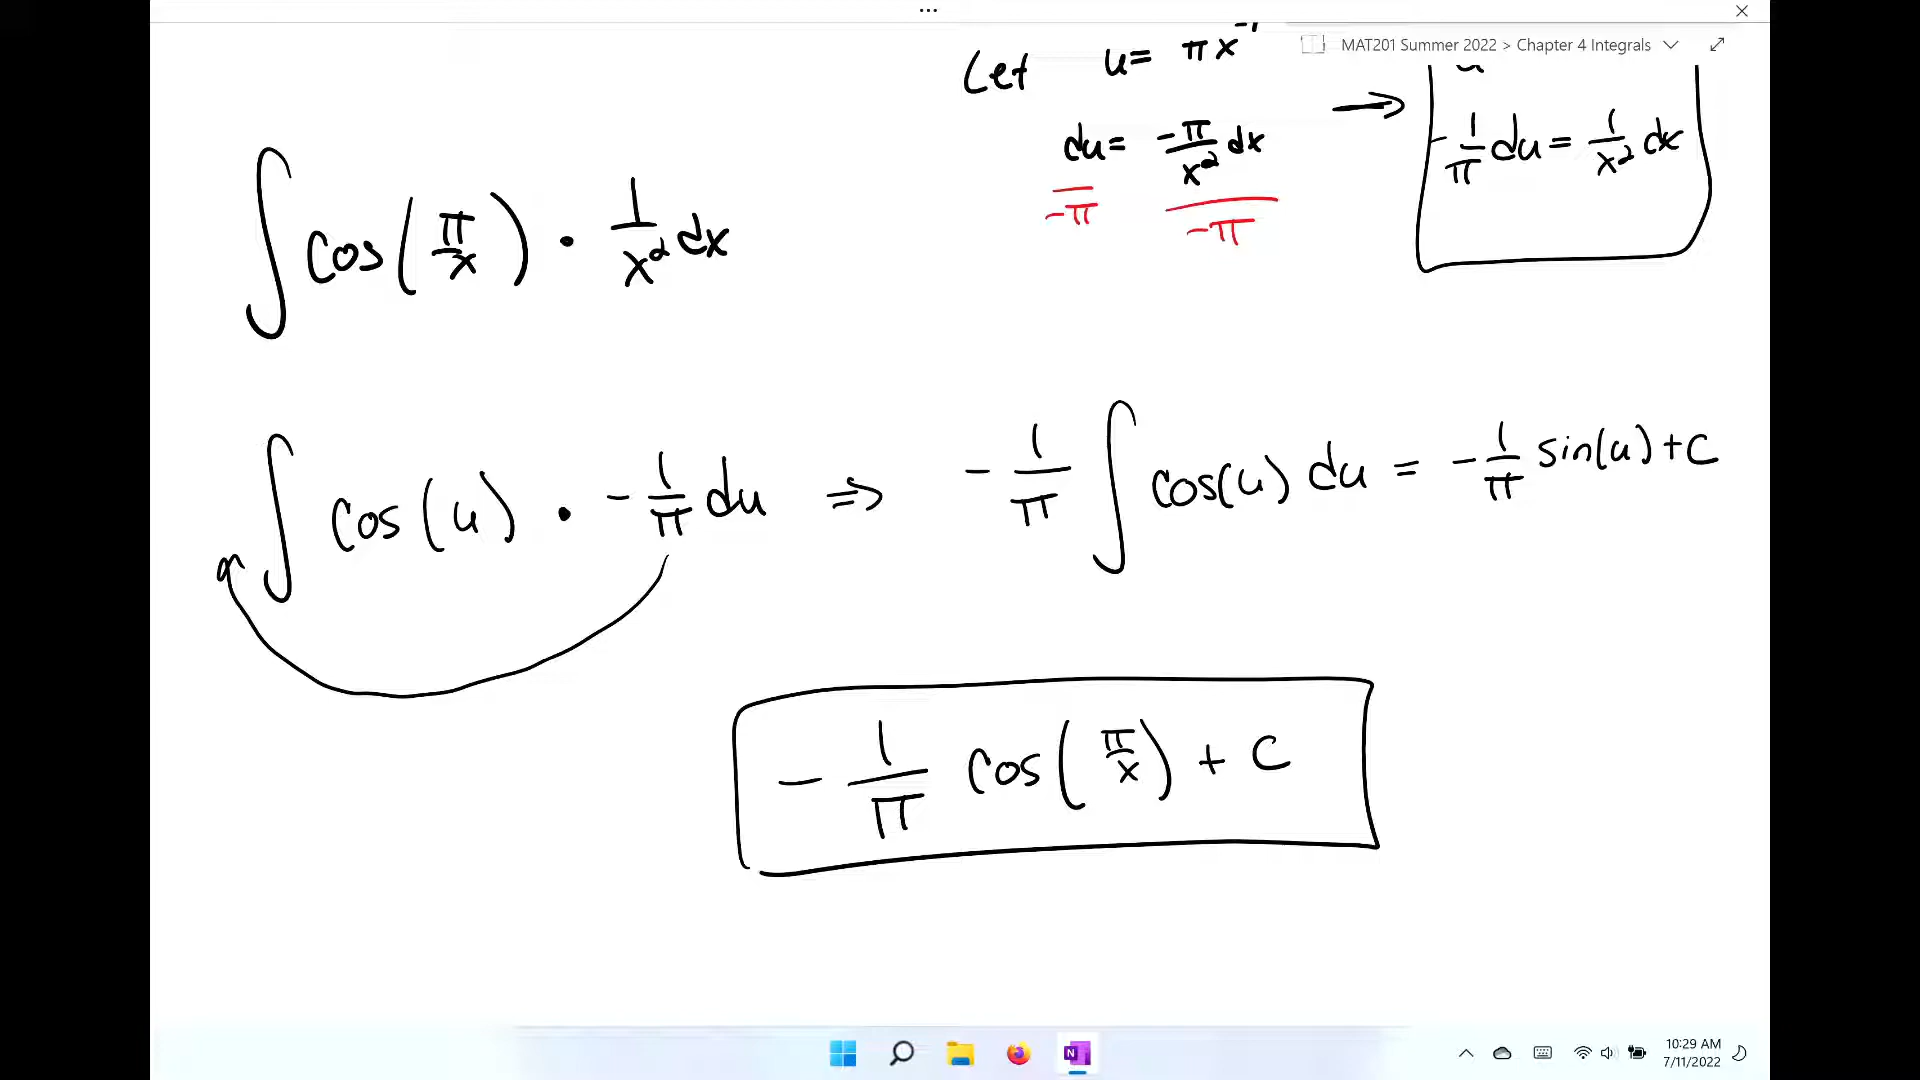 ...
MAT201 Summer 2022 > Chapter 4 Integrals
Let u = πx⁻¹
du = -π/x² dx → -1/π du = 1/x² dx
-π -π
∫ cos(π/x) · 1/x² dx
∫ cos(u) · -1/π du ⇒ -1/π ∫ cos(u) du = -1/π sin(u) + C
-1/π cos(π/x) + C
10:29 AM
7/11/2022